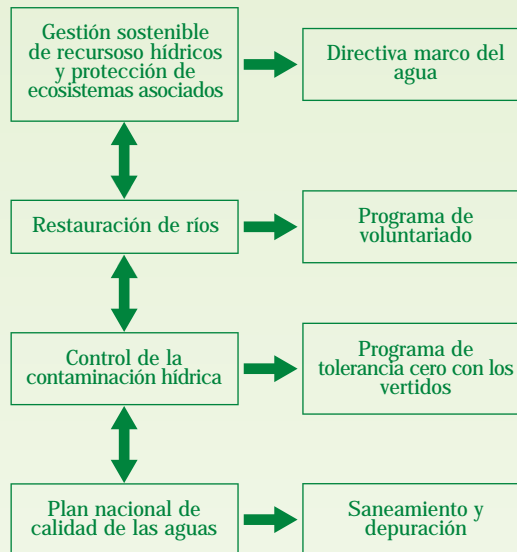 Gestión sostenible
de recursoso hídricos
y protección de
ecosistemas asociados
Directiva marco del
agua
Restauración de ríos
Programa de
voluntariado
Control de la
contaminación hídrica
Programa de
tolerancia cero con los
vertidos
Plan nacional de
calidad de las aguas
Saneamiento y
depuración